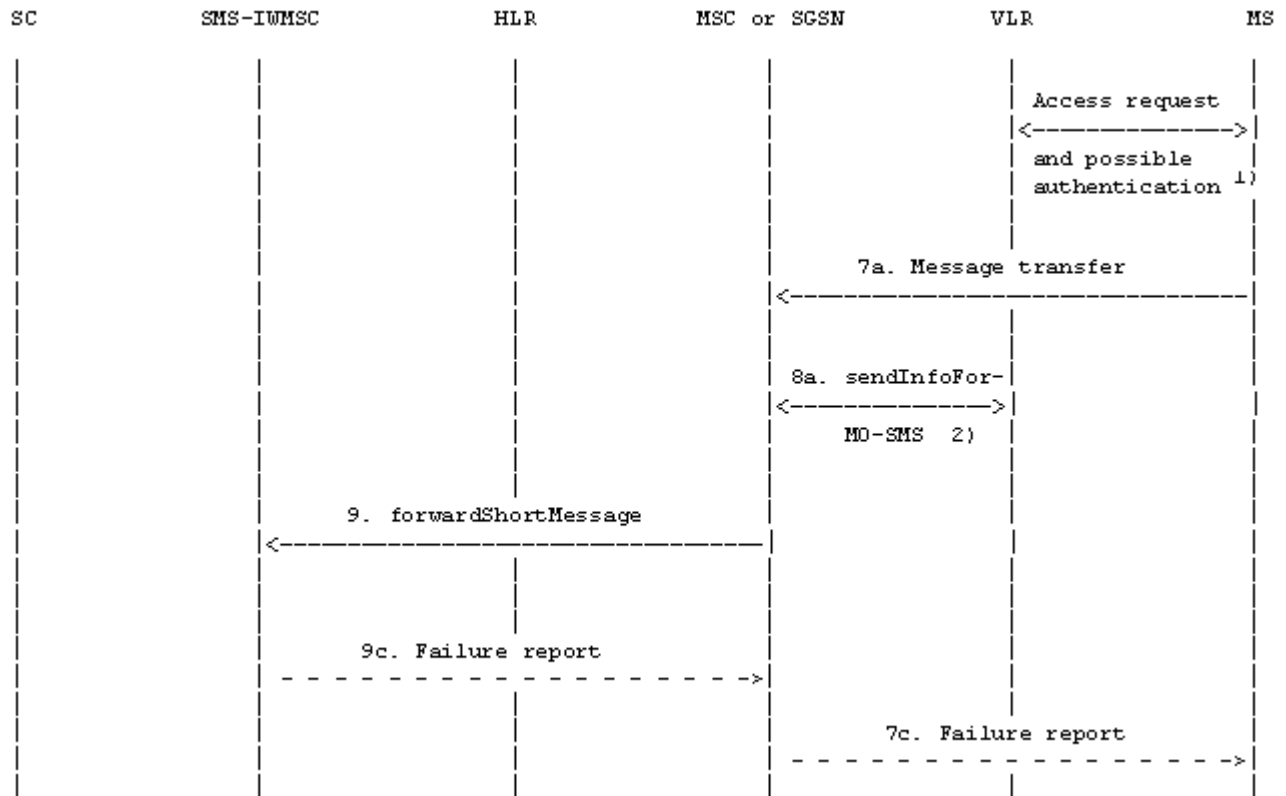 SC SMS-IWMSC HLR MSC or SGSN VLR MS
Access request
and possible
authentication 1)
7a. Message transfer
8a. sendInfoFor-
MO-SMS 2)
9. forwardShortMessage
9c. Failure report
7c. Failure report